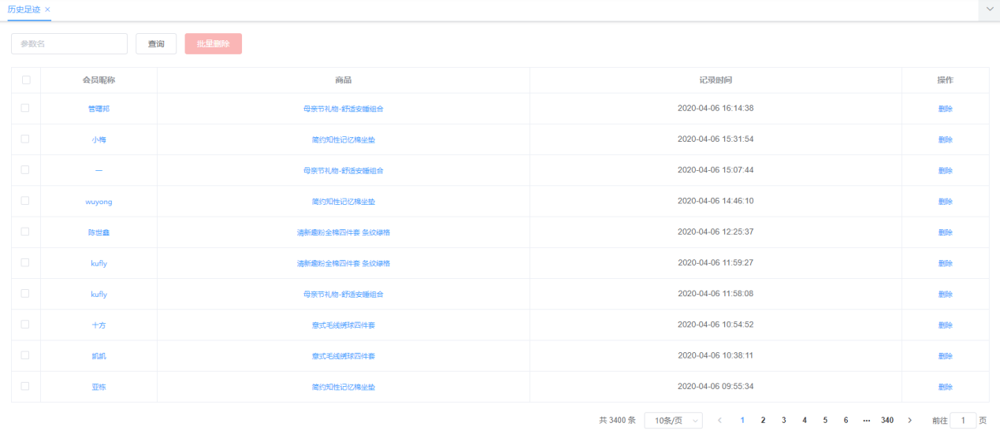 历史足迹 ×
参数名 查询 批量删除
会员昵称 商品 记录时间 操作
管曙邦 母亲节礼物-舒适安睡组合 2020-04-06 16:14:38 删除
小梅 简约知性记忆棉坐垫 2020-04-06 15:31:54 删除
一 母亲节礼物-舒适安睡组合 2020-04-06 15:07:44 删除
wuyong 简约知性记忆棉坐垫 2020-04-06 14:46:10 删除
陈世鑫 清新趣粉全棉四件套 条纹绿格 2020-04-06 12:25:37 删除
kufly 清新趣粉全棉四件套 条纹绿格 2020-04-06 11:59:27 删除
kufly 母亲节礼物-舒适安睡组合 2020-04-06 11:58:08 删除
十方 意式毛线绣球四件套 2020-04-06 10:54:52 删除
凯凯 意式毛线绣球四件套 2020-04-06 10:38:11 删除
亚栋 简约知性记忆棉坐垫 2020-04-06 09:55:34 删除
共 3400 条 10条/页 < 1 2 3 4 5 6 ··· 340 > 前往 1 页